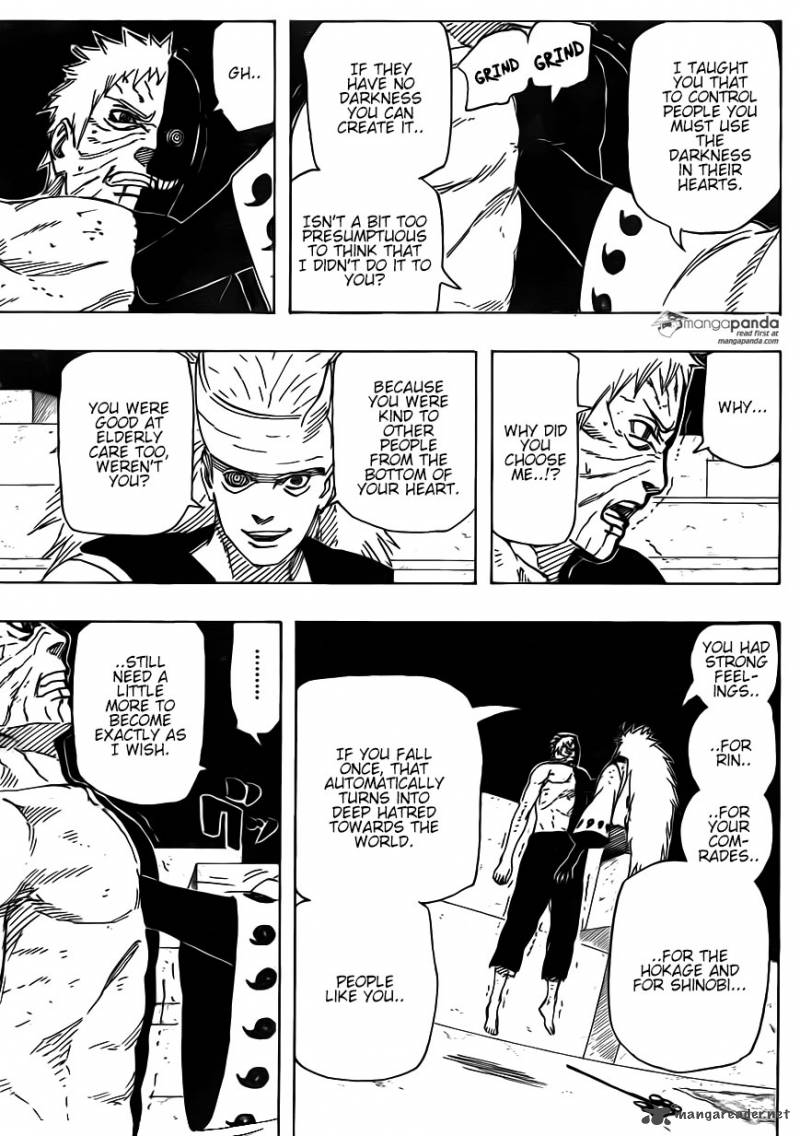 I TAUGHT
YOU THAT
TO CONTROL
PEOPLE YOU
MUST USE
THE
DARKNESS
IN THEIR
HEARTS.
GRIND
GRIND
IF THEY
HAVE NO
DARKNESS
YOU CAN
CREATE IT..
ISN'T A BIT TOO
PRESUMPTUOUS
TO THINK THAT
I DIDN'T DO IT TO
YOU?
GH..
mangapanda
read first at
mangapanda.com
WHY...
WHY DID
YOU
CHOOSE
ME..!?
BECAUSE
YOU WERE
KIND TO
OTHER
PEOPLE
FROM THE
BOTTOM OF
YOUR HEART.
YOU WERE
GOOD AT
ELDERLY
CARE TOO,
WEREN'T
YOU?
YOU HAD
STRONG
FEEL-
INGS..
..FOR
RIN..
..FOR
YOUR
COM-
RADES..
..FOR THE
HOKAGE AND
FOR SHINOBI...
IF YOU FALL
ONCE, THAT
AUTOMATICALLY
TURNS INTO
DEEP HATRED
TOWARDS THE
WORLD.
PEOPLE
LIKE YOU..
.........
..STILL
NEED A
LITTLE
MORE TO
BECOME
EXACTLY AS
I WISH.
mangareader.net